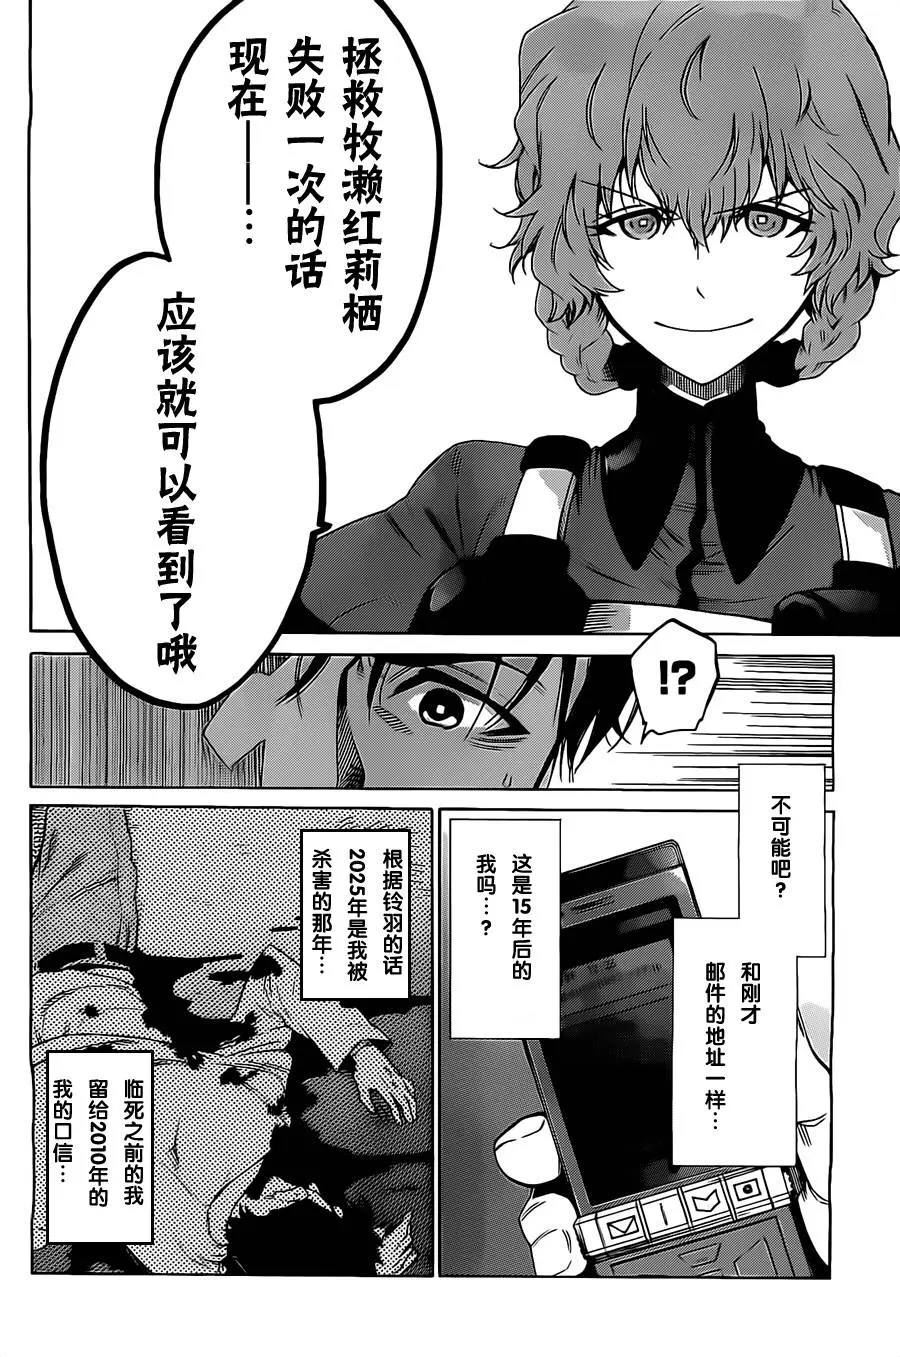 拯救牧濑红莉栖
失败一次的话
现在——…
应该就可以看到了哦
!?
不可能吧?
和刚才
邮件的地址一样…
这是15年后的
我吗…?
根据铃羽的话
2025年是我被
杀害的那年…
临死之前的我
留给2010年的
我的口信…